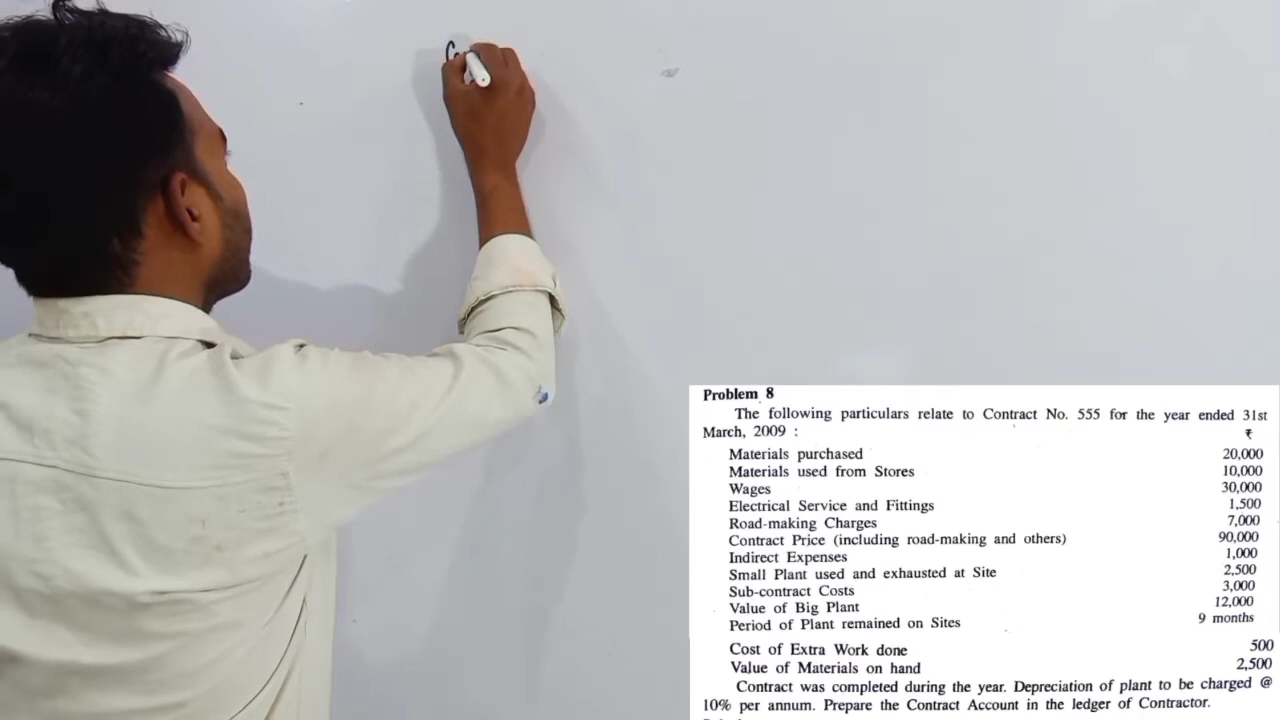 Problem 8
The following particulars relate to Contract No. 555 for the year ended 31st
March, 2009 :
₹
Materials purchased 20,000
Materials used from Stores 10,000
Wages 30,000
Electrical Service and Fittings 1,500
Road-making Charges 7,000
Contract Price (including road-making and others) 90,000
Indirect Expenses 1,000
Small Plant used and exhausted at Site 2,500
Sub-contract Costs 3,000
Value of Big Plant 12,000
Period of Plant remained on Sites 9 months
Cost of Extra Work done 500
Value of Materials on hand 2,500
Contract was completed during the year. Depreciation of plant to be charged @
10% per annum. Prepare the Contract Account in the ledger of Contractor.